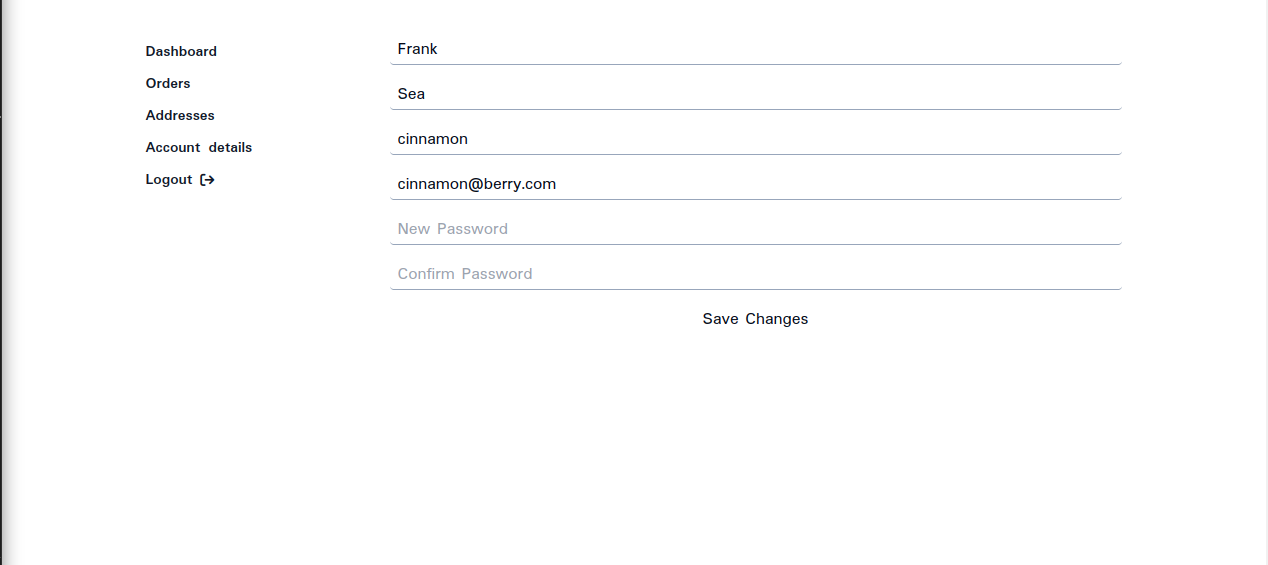 Dashboard
Orders
Addresses
Account details
Logout
Frank
Sea
cinnamon
cinnamon@berry.com
New Password
Confirm Password
Save Changes